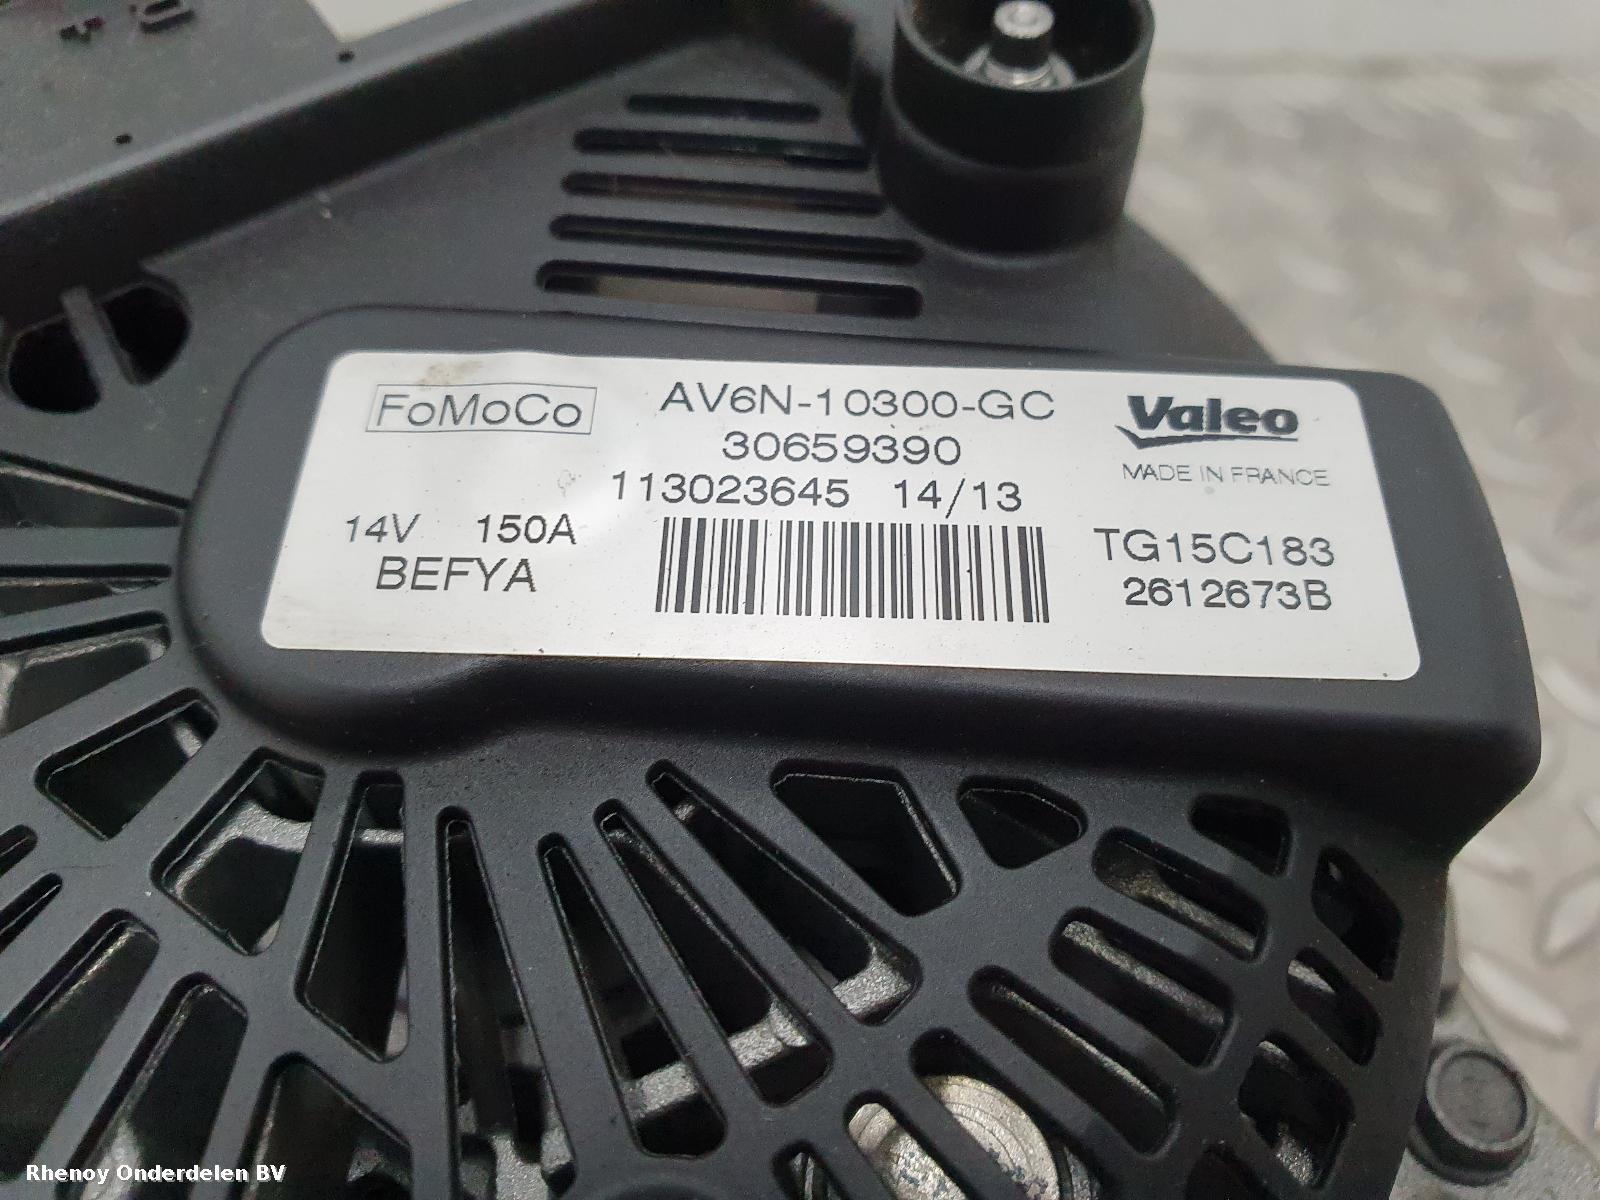 FoMoCo
AV6N-10300-GC
30659390
113023645 14/13
14V 150A
BEFYA
Valeo
MADE IN FRANCE
TG15C183
2612673B
Rhenoy Onderdelen BV